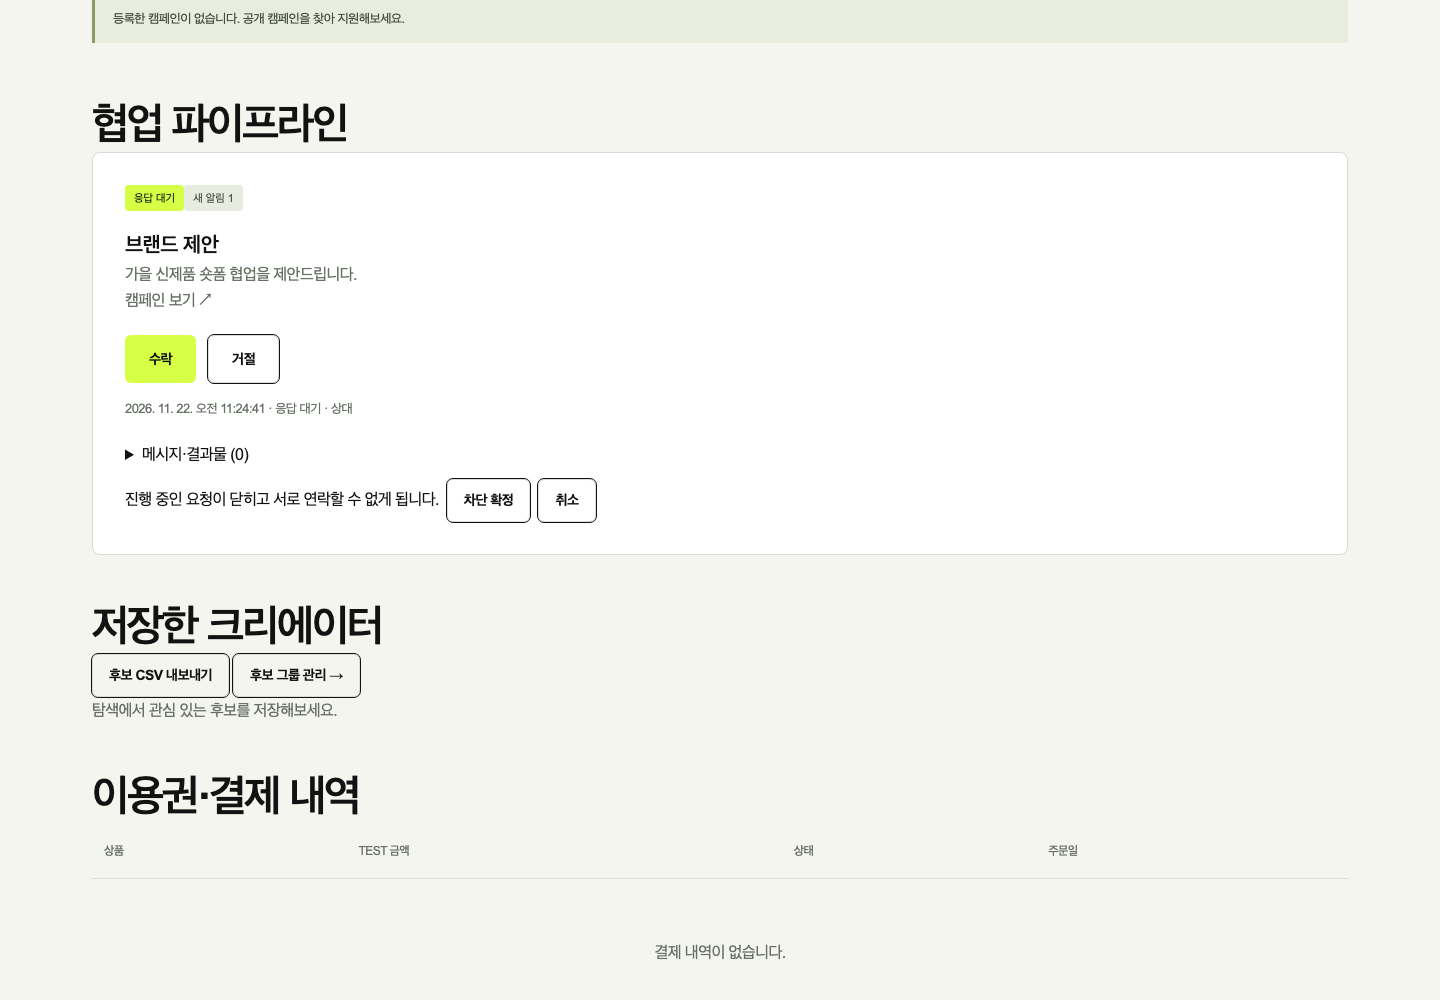 등록한 캠페인이 없습니다. 공개 캠페인을 찾아 지원해보세요.
협업 파이프라인
응답 대기 새 알림 1
브랜드 제안
가을 신제품 숏폼 협업을 제안드립니다.
캠페인 보기 ↗
수락 거절
2026. 11. 22. 오전 11:24:41 · 응답 대기 · 상대
▶ 메시지·결과물 (0)
진행 중인 요청이 닫히고 서로 연락할 수 없게 됩니다. 차단 확정 취소
저장한 크리에이터
후보 CSV 내보내기 후보 그룹 관리 →
탐색에서 관심 있는 후보를 저장해보세요.
이용권·결제 내역
상품 TEST 금액 상태 주문일
결제 내역이 없습니다.